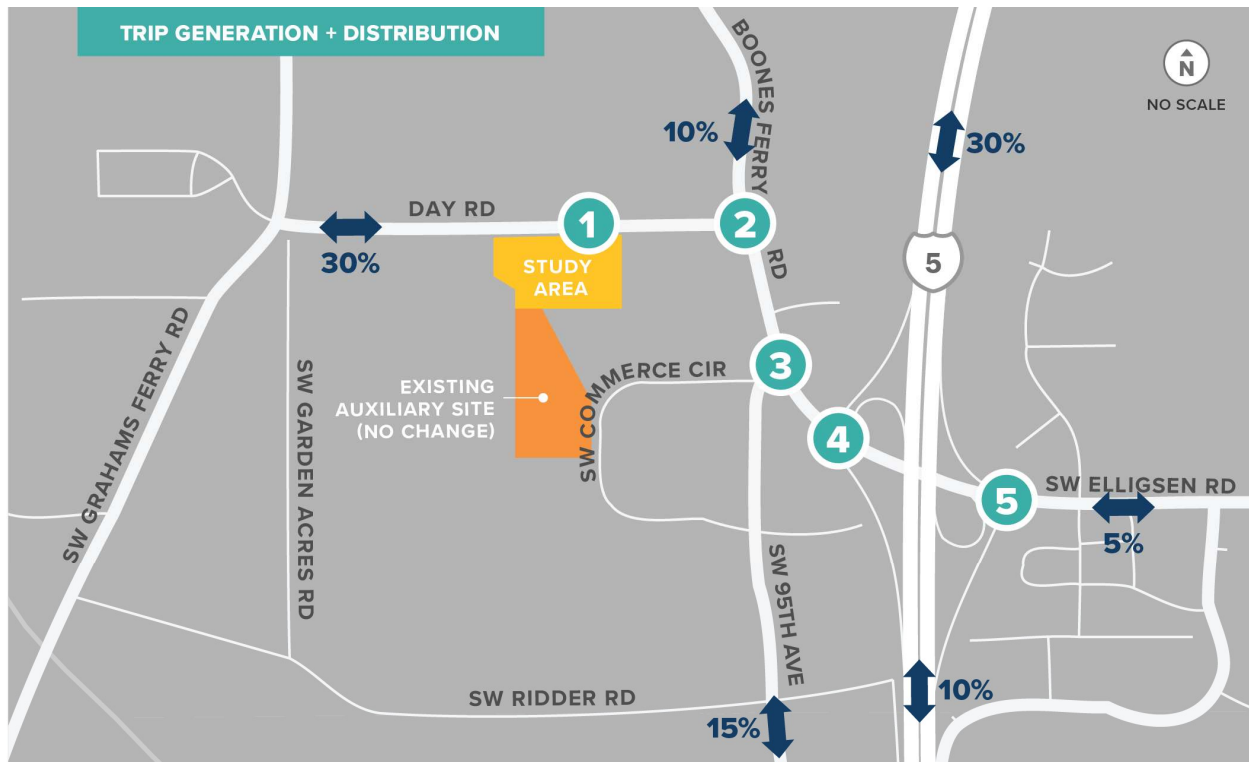 TRIP GENERATION + DISTRIBUTION
BOONES FERRY
RD
N
NO SCALE
10%
30%
DAY RD
1
2
30%
STUDY
AREA
5
SW GRAHAMS FERRY RD
SW GARDEN ACRES RD
EXISTING
AUXILIARY SITE
(NO CHANGE)
SW COMMERCE CIR
3
4
5
SW ELLIGSEN RD
5%
SW 95TH AVE
SW RIDDER RD
10%
15%